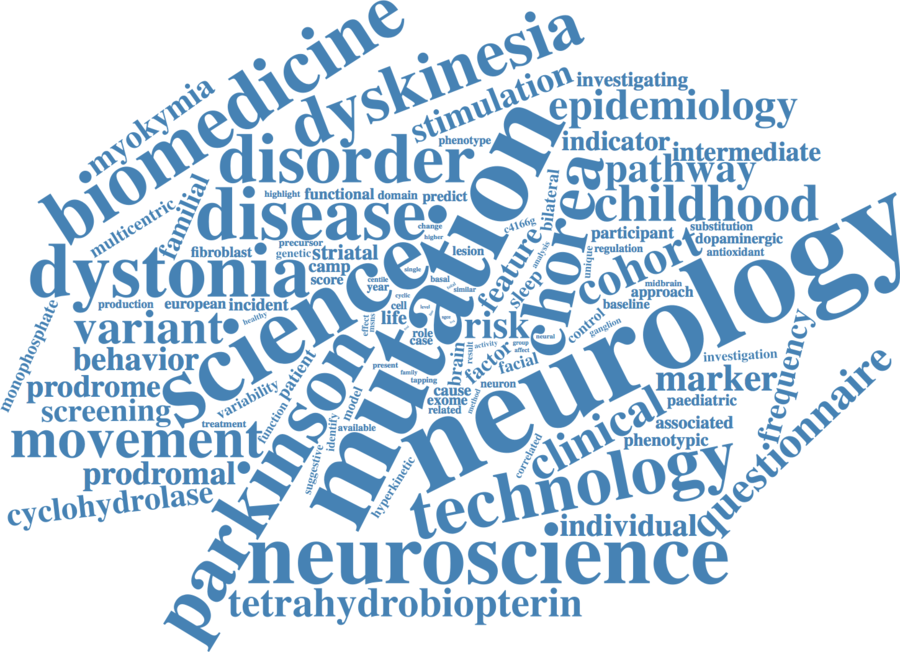 biomedicine
dyskinesia
myokymia
stimulation
investigating
epidemiology
disorder
phenotype
indicator
intermediate
pathway
mutation
highlight
functional
domain
predict
familial
multicentric
disease
childhood
bilateral
chorea
c4166g
change
higher
participant
substitution
dopaminergic
antioxidant
regulation
unique
analysis
feature
cohort
fibroblast
precursor
genetic
striatal
lesion
dystonia
camp
score
centile
year
single
basal
similar
sleep
science
midbrain
approach
baseline
neurology
production
european
incident
cyclic
cell
life
level
healthy
effect
role
case
risk
neural
control
ganglion
monophosphate
variant
behavior
brain
result
activity
group
affect
factor
facial
investigation
frequency
prodrome
patient
present
family
tapping
neuron
marker
screening
variability
cause
exome
related
method
paediatric
questionnaire
treatment
function
model
identify
available
associated
movement
parkinson
clinical
phenotypic
prodromal
suggestive
hyperkinetic
correlated
technology
cyclohydrolase
individual
neuroscience
tetrahydrobiopterin